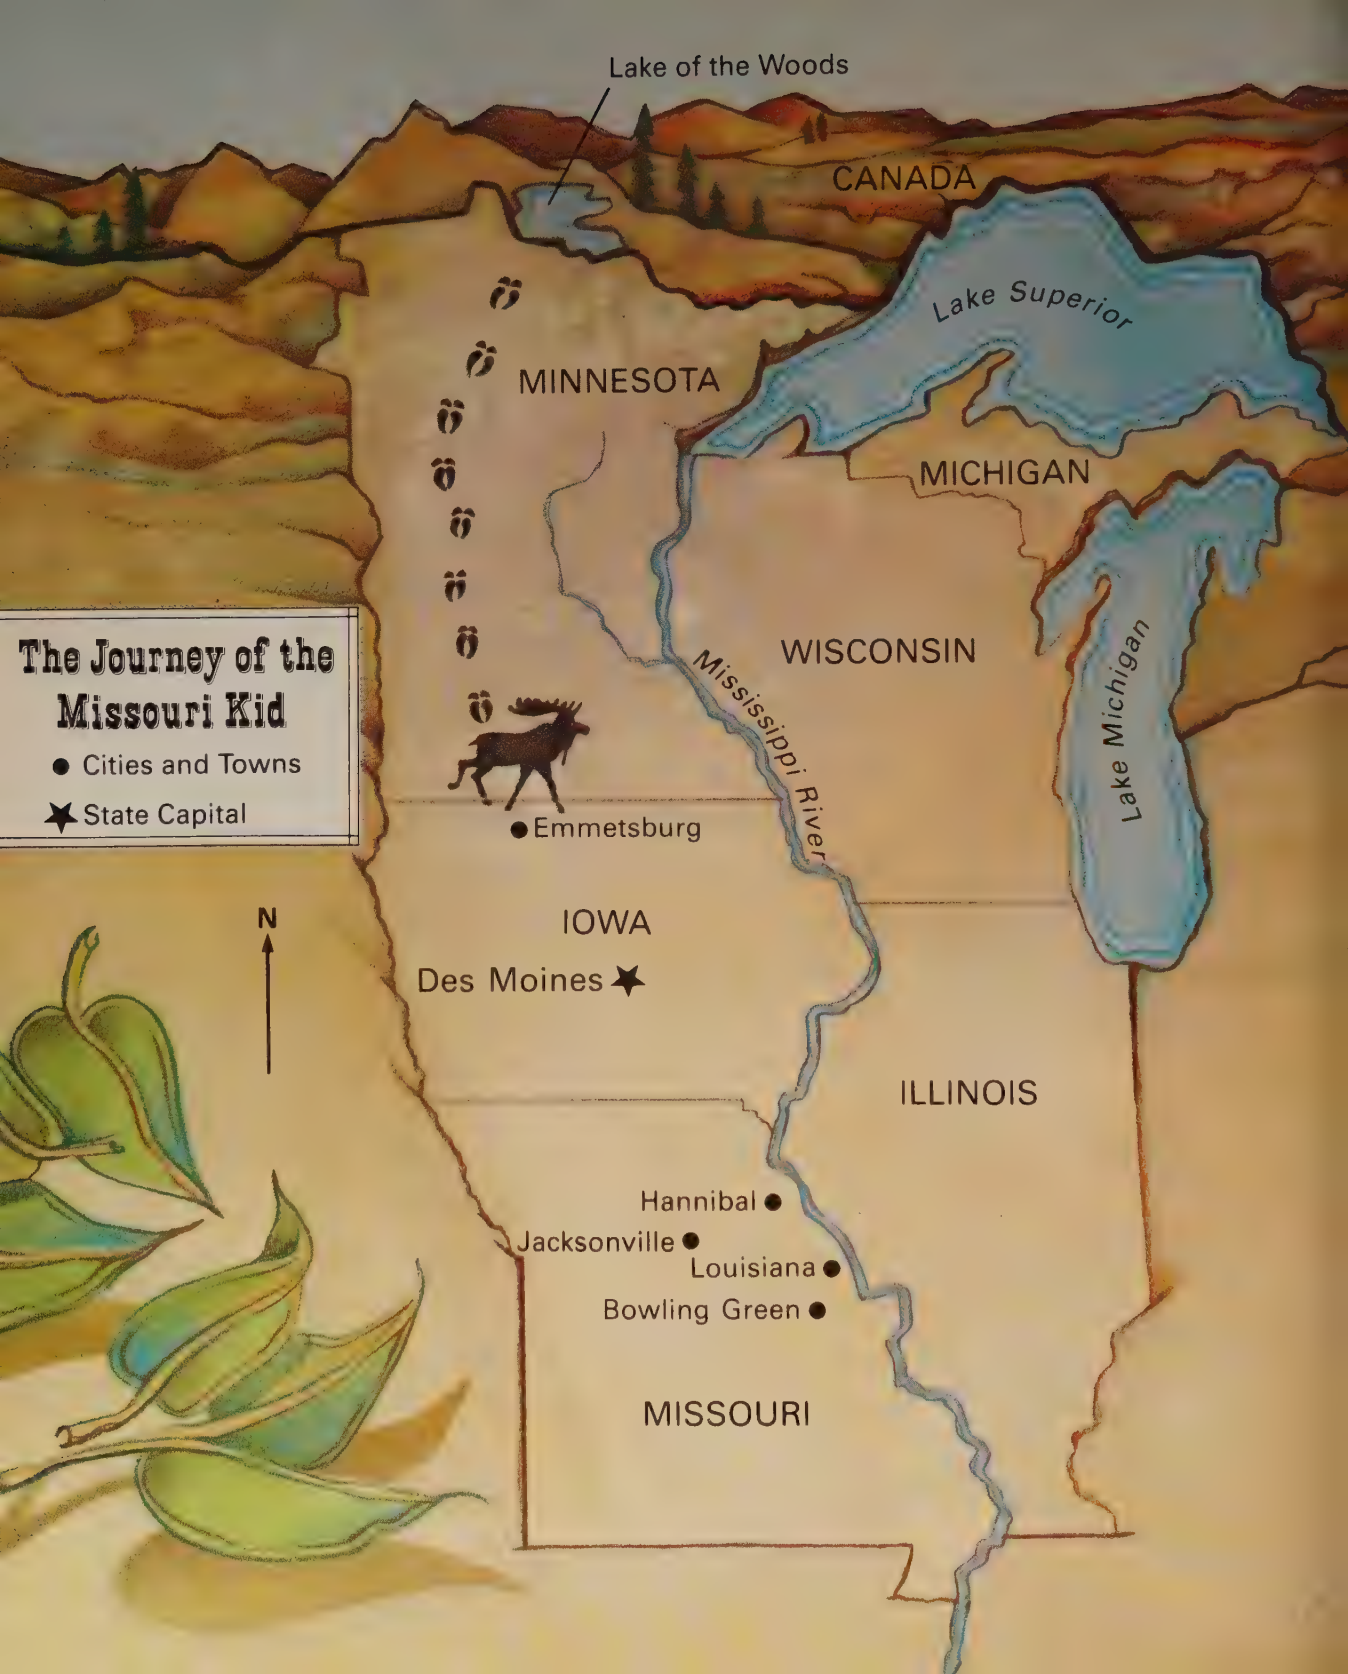 Lake of the Woods
CANADA
Lake Superior
MINNESOTA
MICHIGAN
The Journey of the
Missouri Kid
Cities and Towns
State Capital
WISCONSIN
Mississippi River
Lake Michigan
Emmetsburg
IOWA
Des Moines
N
ILLINOIS
Hannibal
Jacksonville
Louisiana
Bowling Green
MISSOURI